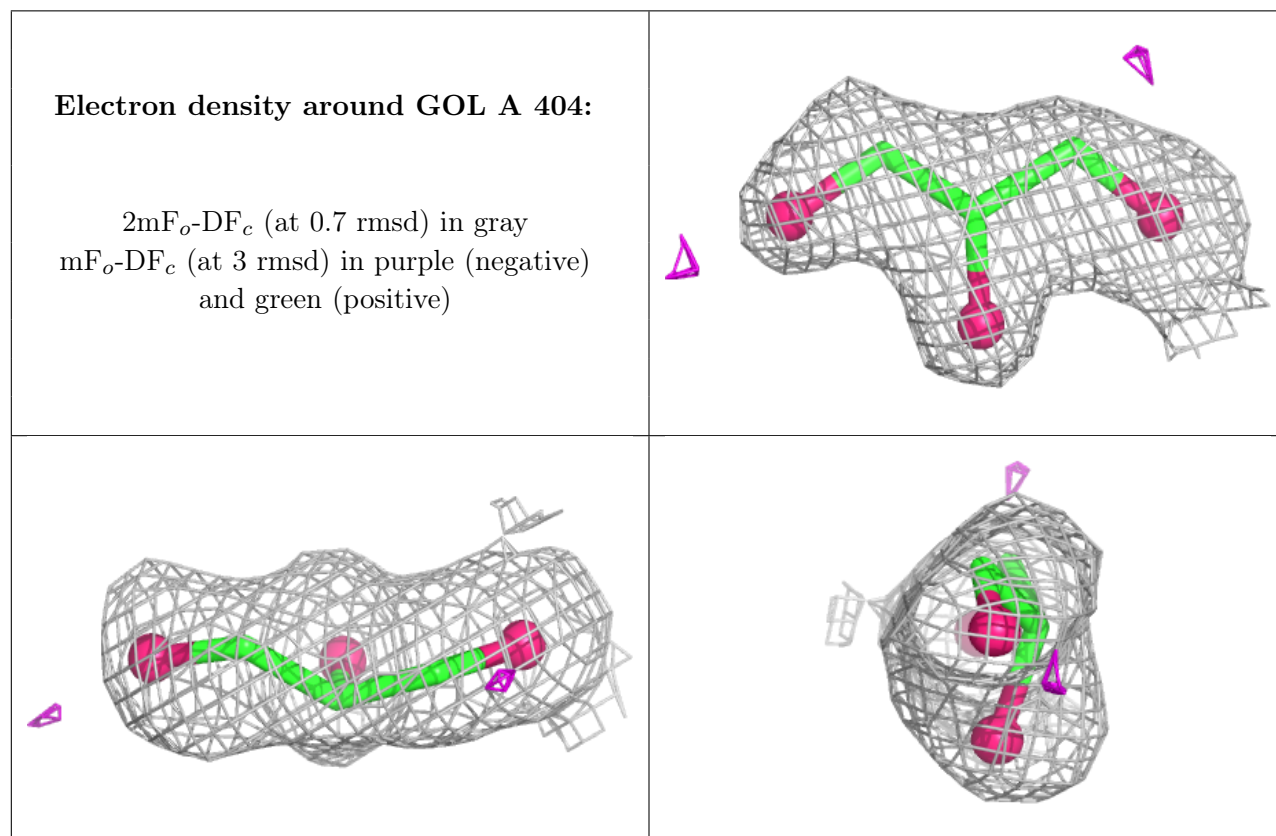 Electron density around GOL A 404:
2mFo-DFc (at 0.7 rmsd) in gray
mFo-DFc (at 3 rmsd) in purple (negative)
and green (positive)